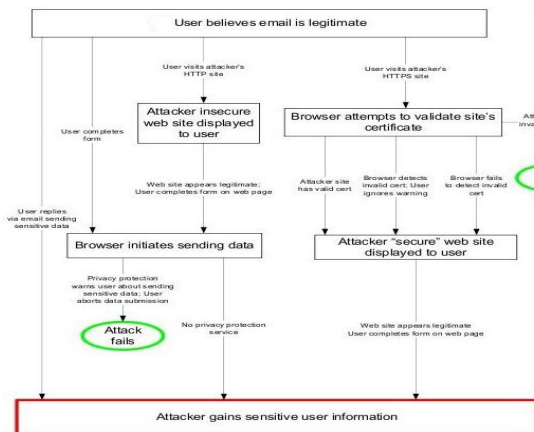 User believes email is legitimate
User visits attacker's
HTTP site
User visits attacker's
HTTPS site
Attacker insecure
web site displayed
to user
Browser attempts to validate site's
certificate
User completes
form
Attacker site
has valid cert
Browser detects
invalid cert; User
ignores warning
Browser fails
to detect invalid
cert
Web site appears legitimate;
User completes form on web page
User replies
via email sending
sensitive data
Browser initiates sending data
Attacker "secure" web site
displayed to user
Privacy protection
warns user about sending
sensitive data; User
aborts data submission
Attack
fails
No privacy protection
service
Web site appears legitimate
User completes form on web page
Attacker gains sensitive user information